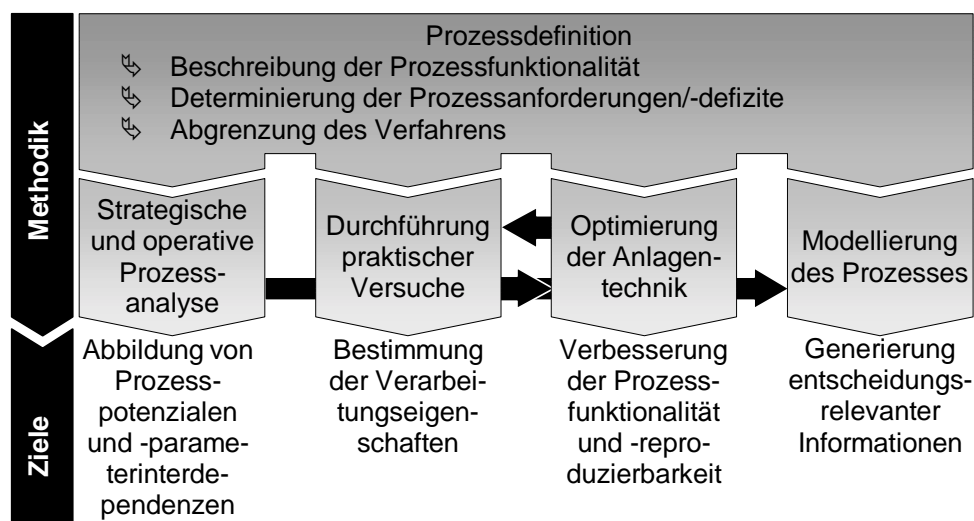 Methodik
Prozessdefinition
Beschreibung der Prozessfunktionalität
Determinierung der Prozessanforderungen/-defizite
Abgrenzung des Verfahrens
Strategische
und operative
Prozess-
analyse
Durchführung
praktischer
Versuche
Optimierung
der Anlagen-
technik
Modellierung
des Prozesses
Ziele
Abbildung von
Prozess-
potenzialen
und -parame-
terinterde-
pendenzen
Bestimmung
der Verarbei-
tungseigen-
schaften
Verbesserung
der Prozess-
funktionalität
und -repro-
duzierbarkeit
Generierung
entscheidungs-
relevanter
Informationen